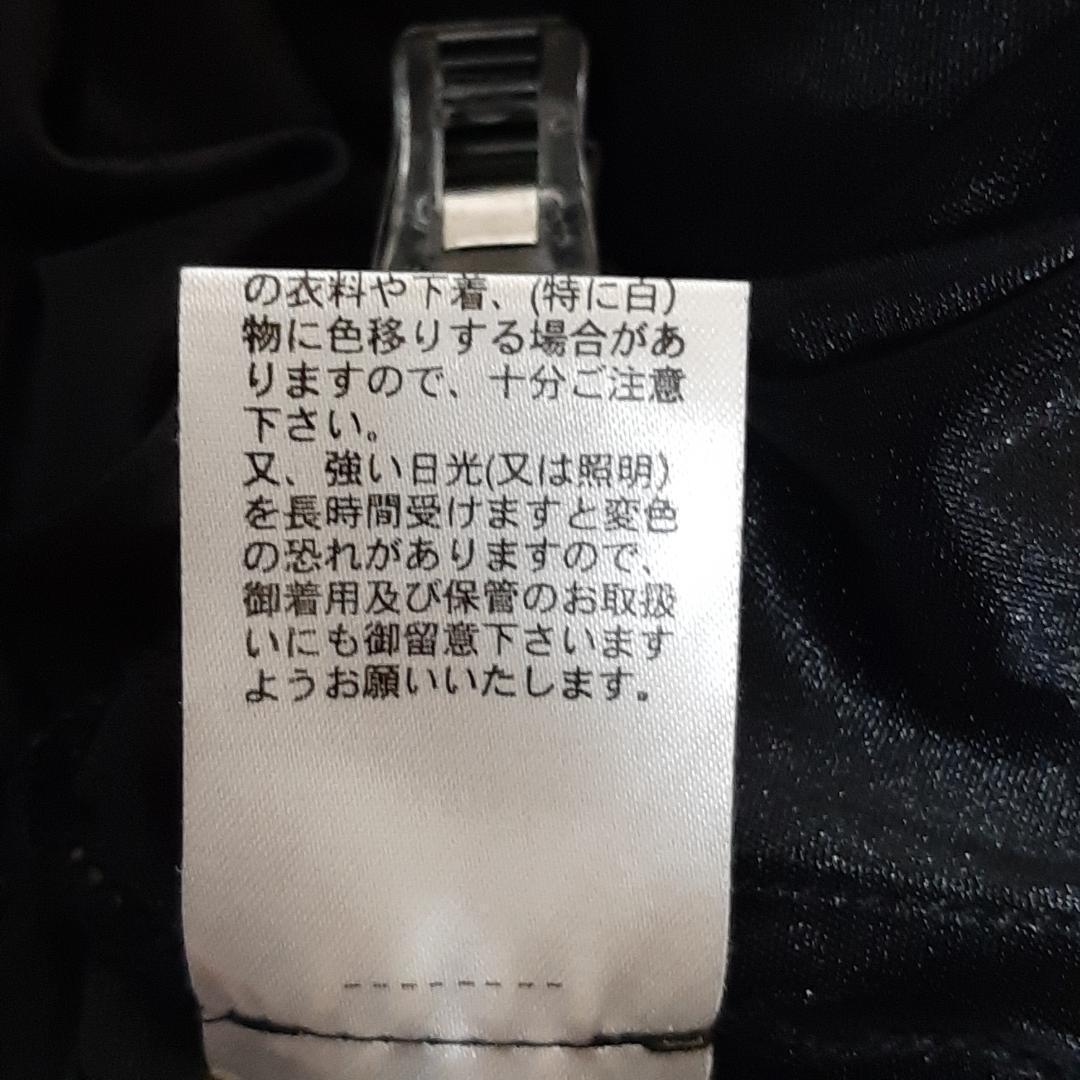 の衣料や下着、(特に白)
物に色移りする場合があ
りますので、十分ご注意
下さい。
又、強い日光(又は照明)
を長時間受けますと変色
の恐れがありますので、
御着用及び保管のお取扱
いにも御留意下さいます
ようお願いいたします。
--------